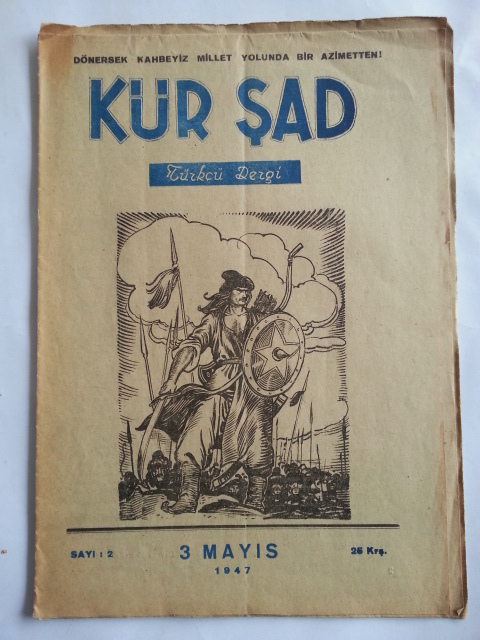 DÖNERSEK KAHBEYİZ MİLLET YOLUNDA BİR AZİMETTEN!
KÜR ŞAD
Türkçü Dergi
SAYI : 2
3 MAYIS
1947
25 Krş.